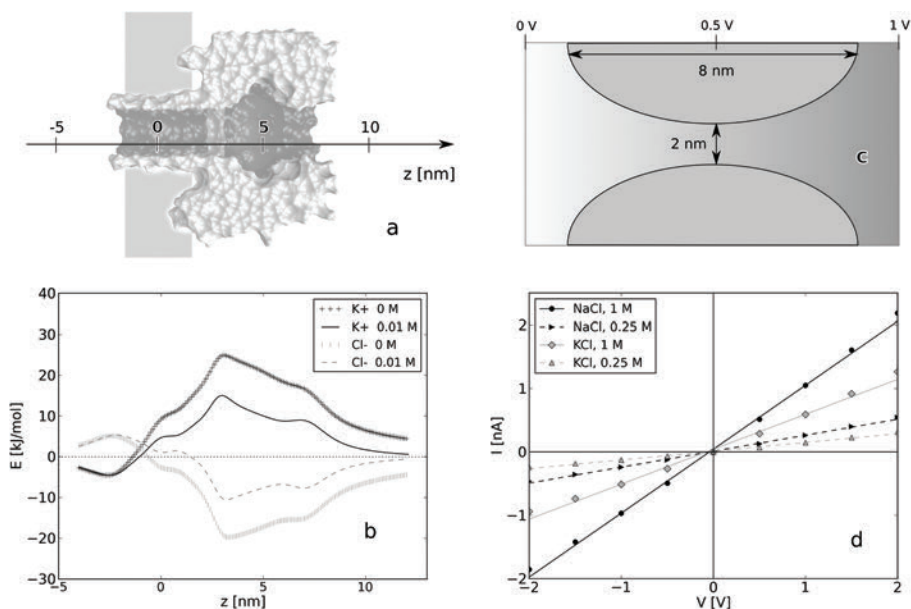 -5 0 5 10
z [nm]
a
0 V 0.5 V 1 V
8 nm
2 nm
C
40
30
20
10
0
−10
−20
−30
E [kJ/mol]
−5 0 5 10
z [nm]
K+ 0 M
K+ 0.01 M
Cl- 0 M
Cl- 0.01 M
b
2
1
0
−1
−2
I [nA]
−2 −1 0 1 2
V [V]
NaCl, 1 M
NaCl, 0.25 M
KCl, 1 M
KCl, 0.25 M
d